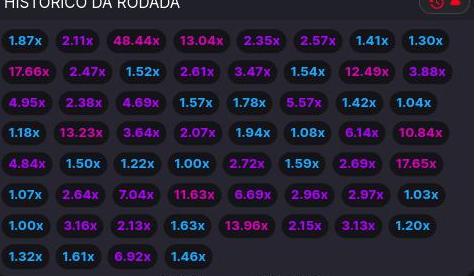 HISTÓRICO DA RODADA
1.87x 2.11x 48.44x 13.04x 2.35x 2.57x 1.41x 1.30x
17.66x 2.47x 1.52x 2.61x 3.47x 1.54x 12.49x 3.88x
4.95x 2.38x 4.69x 1.57x 1.78x 5.57x 1.42x 1.04x
1.18x 13.23x 3.64x 2.07x 1.94x 1.08x 6.14x 10.84x
4.84x 1.50x 1.22x 1.00x 2.72x 1.59x 2.69x 17.65x
1.07x 2.64x 7.04x 11.63x 6.69x 2.96x 2.97x 1.03x
1.00x 3.16x 2.13x 1.63x 13.96x 2.15x 3.13x 1.20x
1.32x 1.61x 6.92x 1.46x